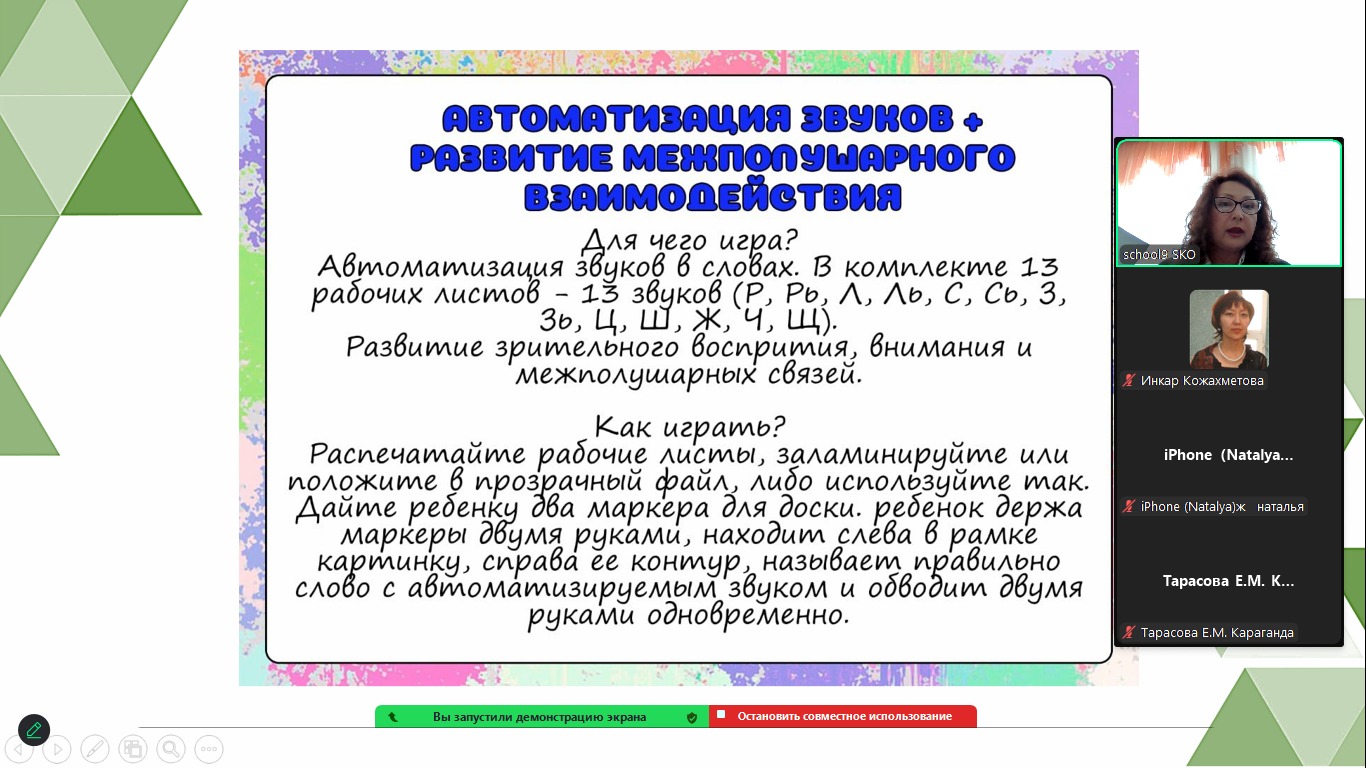 АВТОМАТИЗАЦИЯ ЗВУКОВ +
РАЗВИТИЕ МЕЖПОЛУШАРНОГО
ВЗАИМОДЕЙСТВИЯ
Для чего игра?
Автоматизация звуков в словах. В комплекте 13
рабочих листов - 13 звуков (Р, Рь, Л, Ль, С, Сь, З,
Зь, Ц, Ш, Ж, Ч, Щ).
Развитие зрительного восприятия, внимания и
межполушарных связей.
Как играть?
Распечатайте рабочие листы, заламинируйте или
положите в прозрачный файл, либо используйте так.
Дайте ребенку два маркера для доски. ребенок держа
маркеры двумя руками, находит слева в рамке
картинку, справа ее контур, называет правильно
слово с автоматизируемым звуком и обводит двумя
руками одновременно.
school9 SKO
Инкар Кожахметова
iPhone (Natalya...
iPhone (Natalya)ж наталья
Тарасова Е.М. К...
Тарасова Е.М. Караганда
Вы запустили демонстрацию экрана
Остановить совместное использование